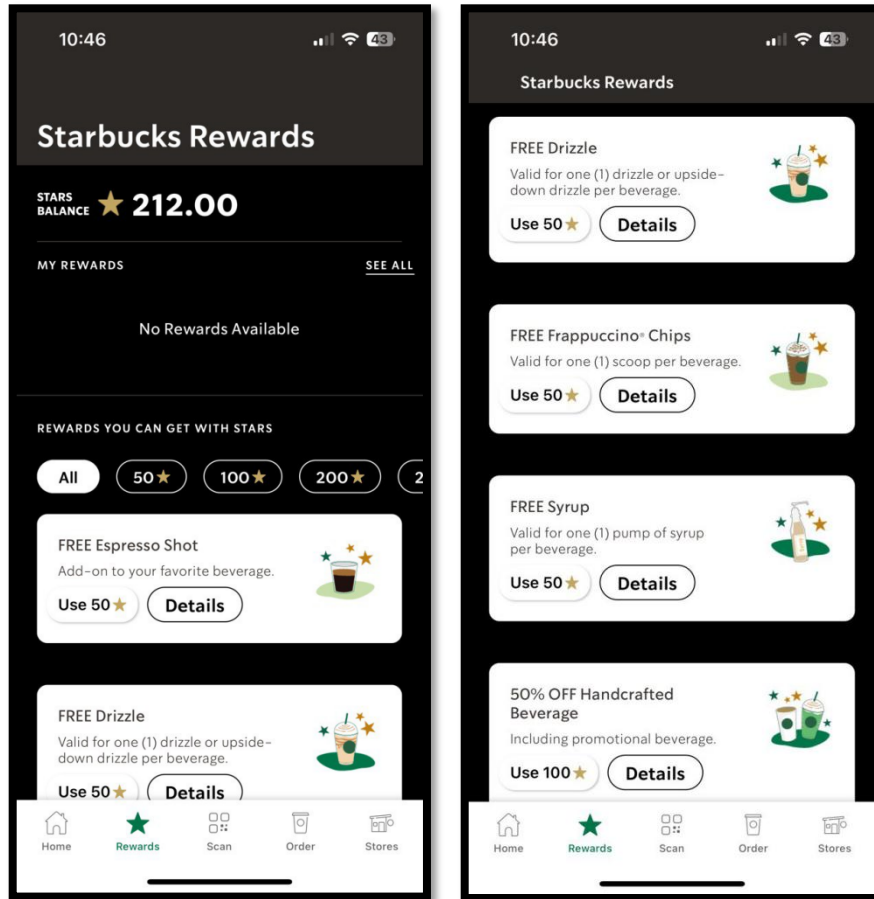 10:46
43
Starbucks Rewards
STARS
BALANCE 212.00
MY REWARDS SEE ALL
No Rewards Available
REWARDS YOU CAN GET WITH STARS
All 50 100 200 2
FREE Espresso Shot
Add-on to your favorite beverage.
Use 50 Details
FREE Drizzle
Valid for one (1) drizzle or upside-
down drizzle per beverage.
Use 50 Details
Home Rewards Scan Order Stores
10:46
43
Starbucks Rewards
FREE Drizzle
Valid for one (1) drizzle or upside-
down drizzle per beverage.
Use 50 Details
FREE Frappuccino® Chips
Valid for one (1) scoop per beverage.
Use 50 Details
FREE Syrup
Valid for one (1) pump of syrup
per beverage.
Use 50 Details
50% OFF Handcrafted
Beverage
Including promotional beverage.
Use 100 Details
Home Rewards Scan Order Stores